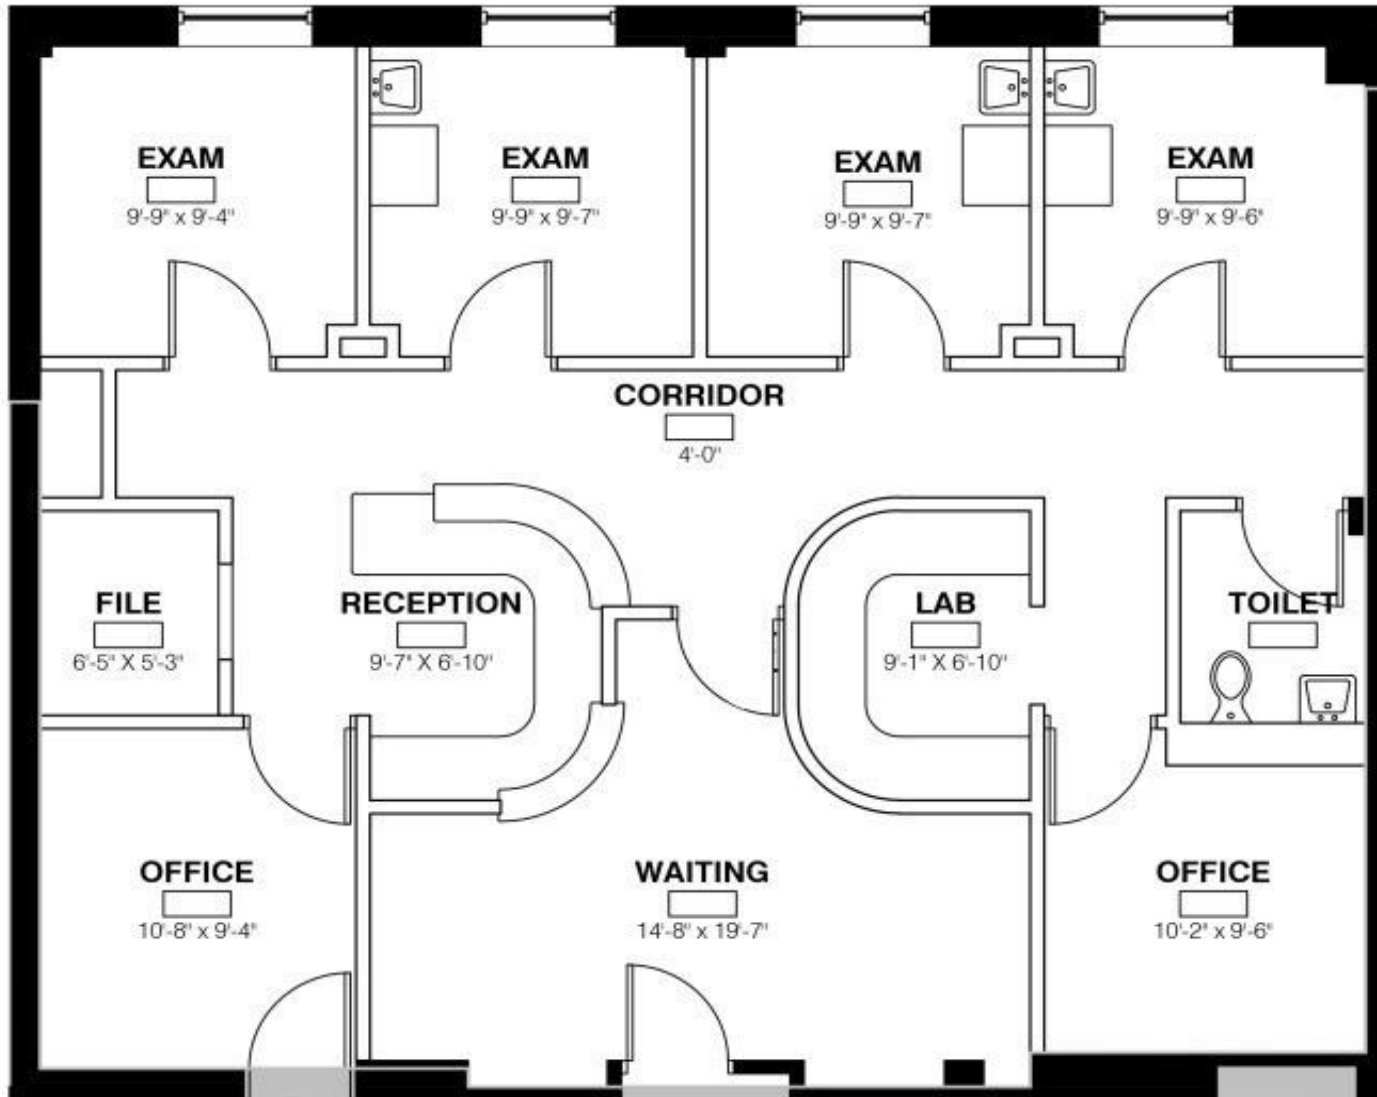 EXAM
9'-9" x 9'-4"
EXAM
9'-9" x 9'-7"
EXAM
9'-9" x 9'-7"
EXAM
9'-9" x 9'-6"
CORRIDOR
4'-0"
FILE
6'-5" X 5'-3"
RECEPTION
9'-7" X 6'-10"
LAB
9'-1" X 6'-10"
TOILET
OFFICE
10'-8" x 9'-4"
WAITING
14'-8" x 19'-7"
OFFICE
10'-2" x 9'-6"